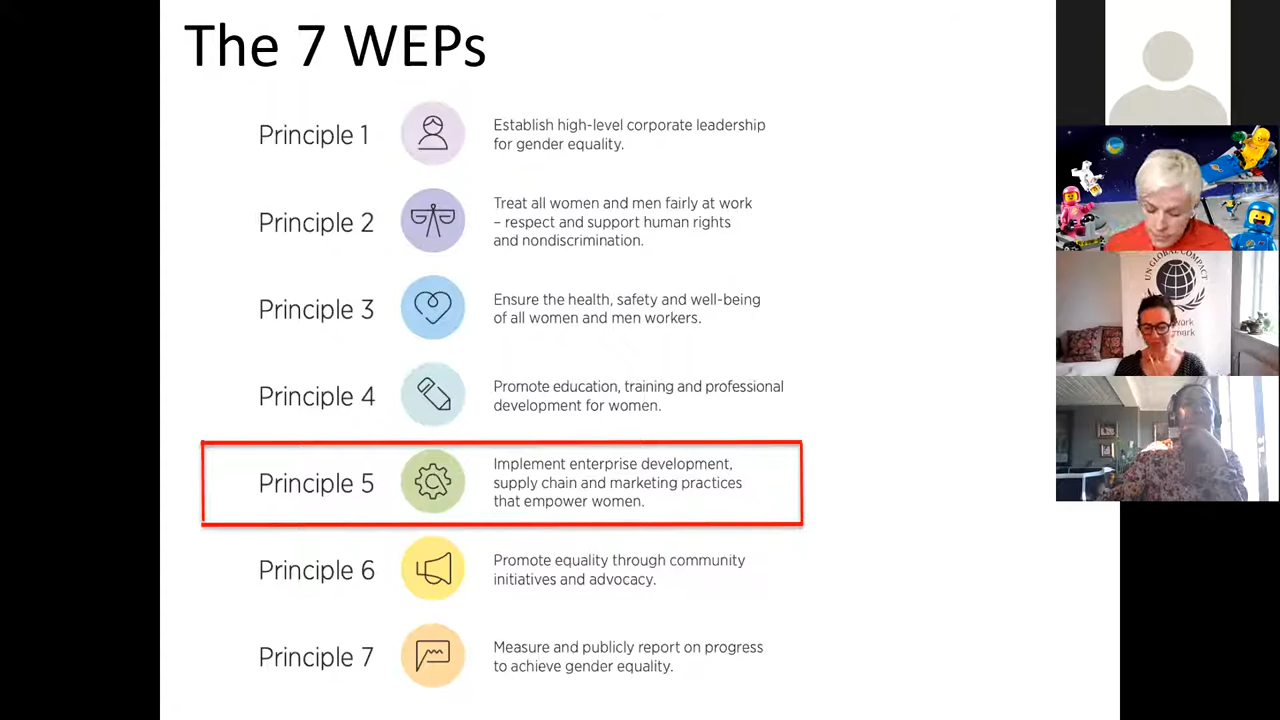 The 7 WEPs
Principle 1
Establish high-level corporate leadership
for gender equality.
Principle 2
Treat all women and men fairly at work
– respect and support human rights
and nondiscrimination.
Principle 3
Ensure the health, safety and well-being
of all women and men workers.
Principle 4
Promote education, training and professional
development for women.
Principle 5
Implement enterprise development,
supply chain and marketing practices
that empower women.
Principle 6
Promote equality through community
initiatives and advocacy.
Principle 7
Measure and publicly report on progress
to achieve gender equality.
UN GLOBAL COMPACT